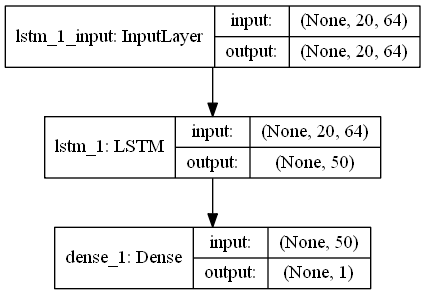 lstm_1_input: InputLayer
input: (None, 20, 64)
output: (None, 20, 64)
lstm_1: LSTM
input: (None, 20, 64)
output: (None, 50)
dense_1: Dense
input: (None, 50)
output: (None, 1)